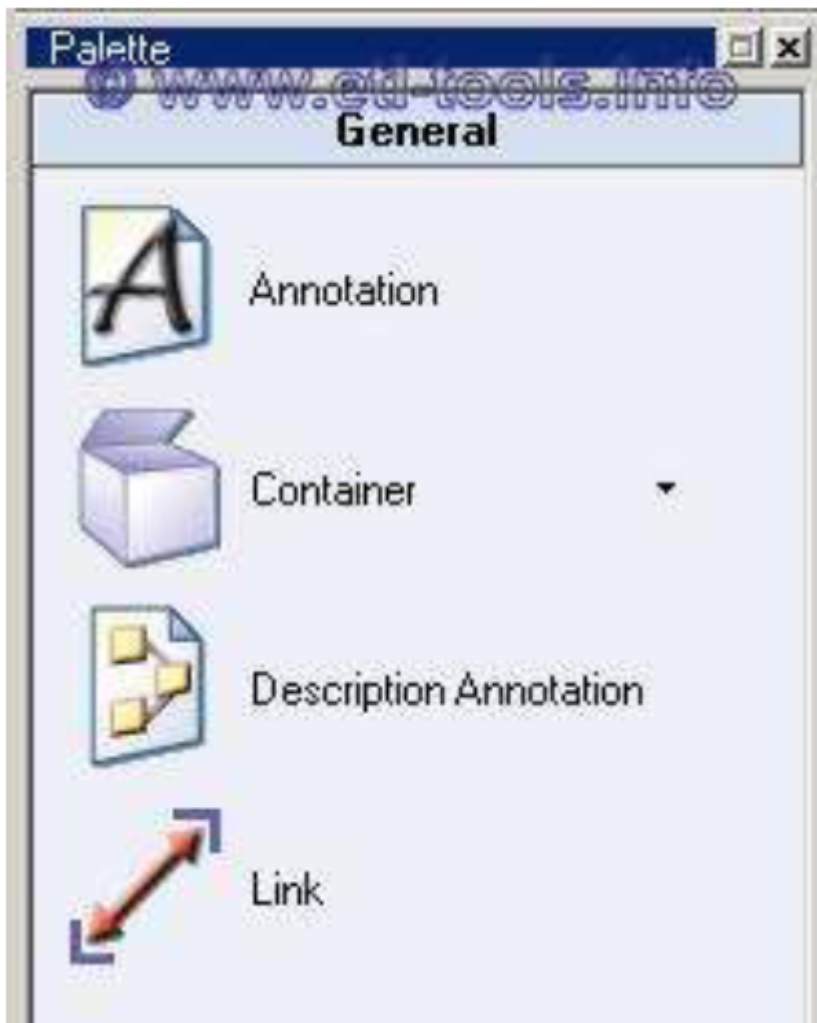 Palette
© www.etl-tools.info
General
Annotation
Container
Description Annotation
Link